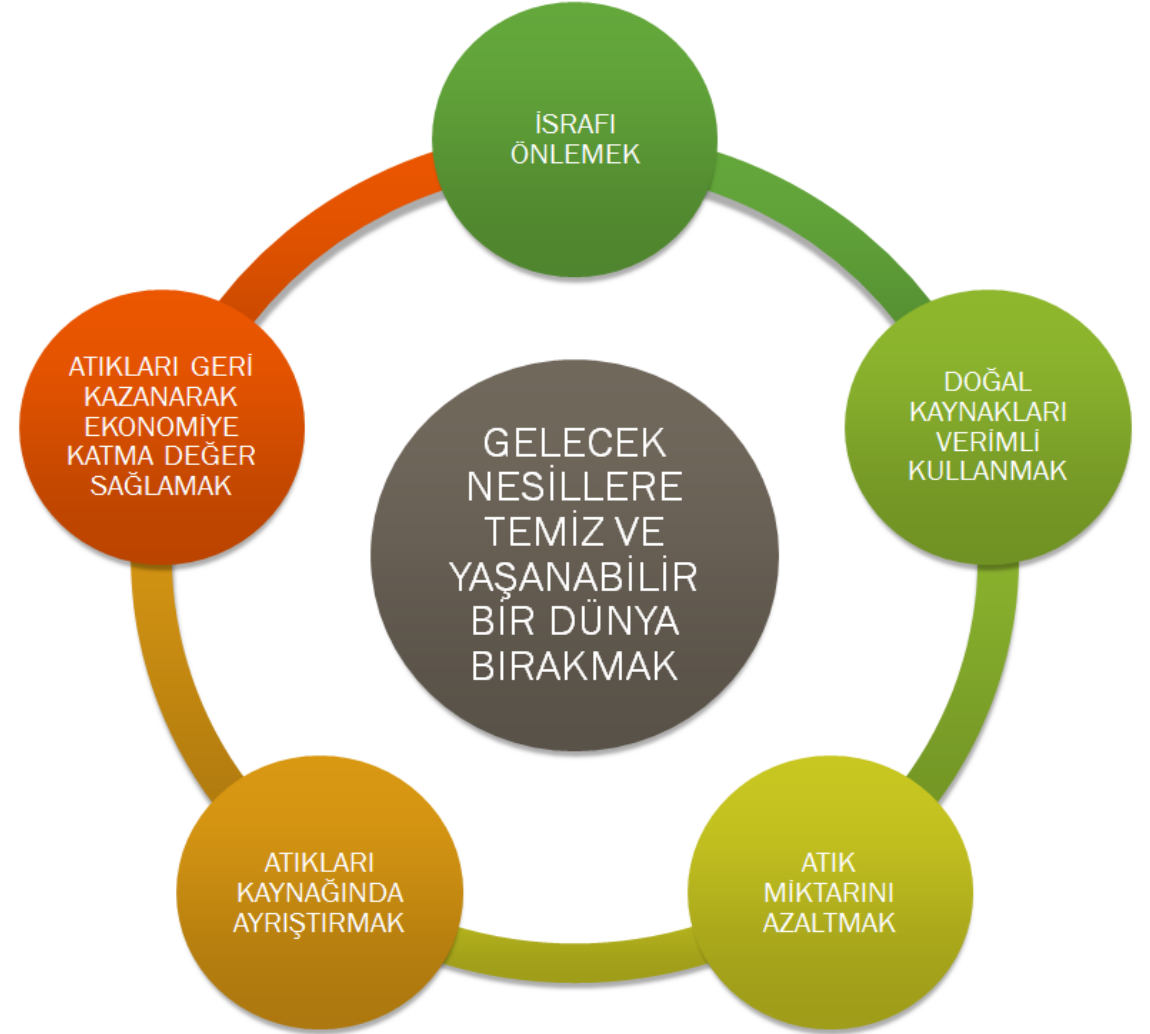 İSRAFI
ÖNLEMEK
DOĞAL
KAYNAKLARI
VERİMLİ
KULLANMAK
ATIK
MİKTARINI
AZALTMAK
ATIKLARI
KAYNAĞINDA
AYRIŞTIRMAK
ATIKLARI GERİ
KAZANARAK
EKONOMİYE
KATMA DEĞER
SAĞLAMAK
GELECEK
NESİLLERE
TEMİZ VE
YAŞANABİLİR
BİR DÜNYA
BIRAKMAK